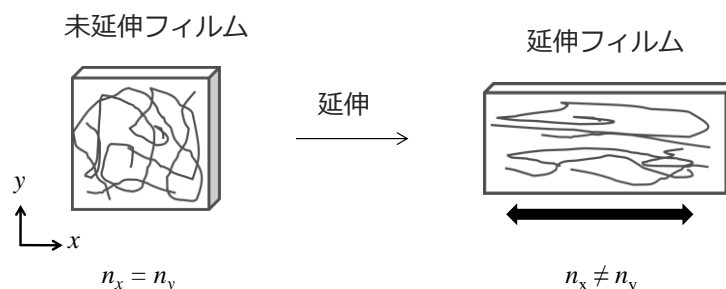 未延伸フィルム
延伸フィルム
延伸
y
x
n_x = n_y
n_x ≠ n_y